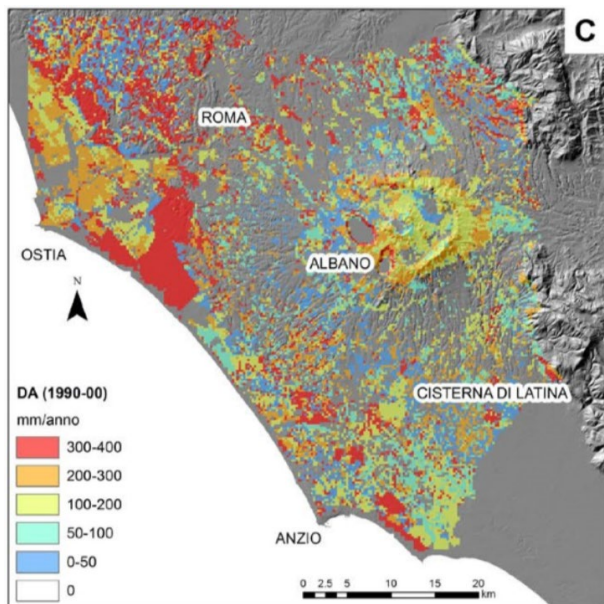 C
ROMA
OSTIA
N
ALBANO
DA (1990-00)
mm/anno
300-400
200-300
100-200
50-100
0-50
0
CISTERNA DI LATINA
ANZIO
0 2.5 5 10 15 20
km